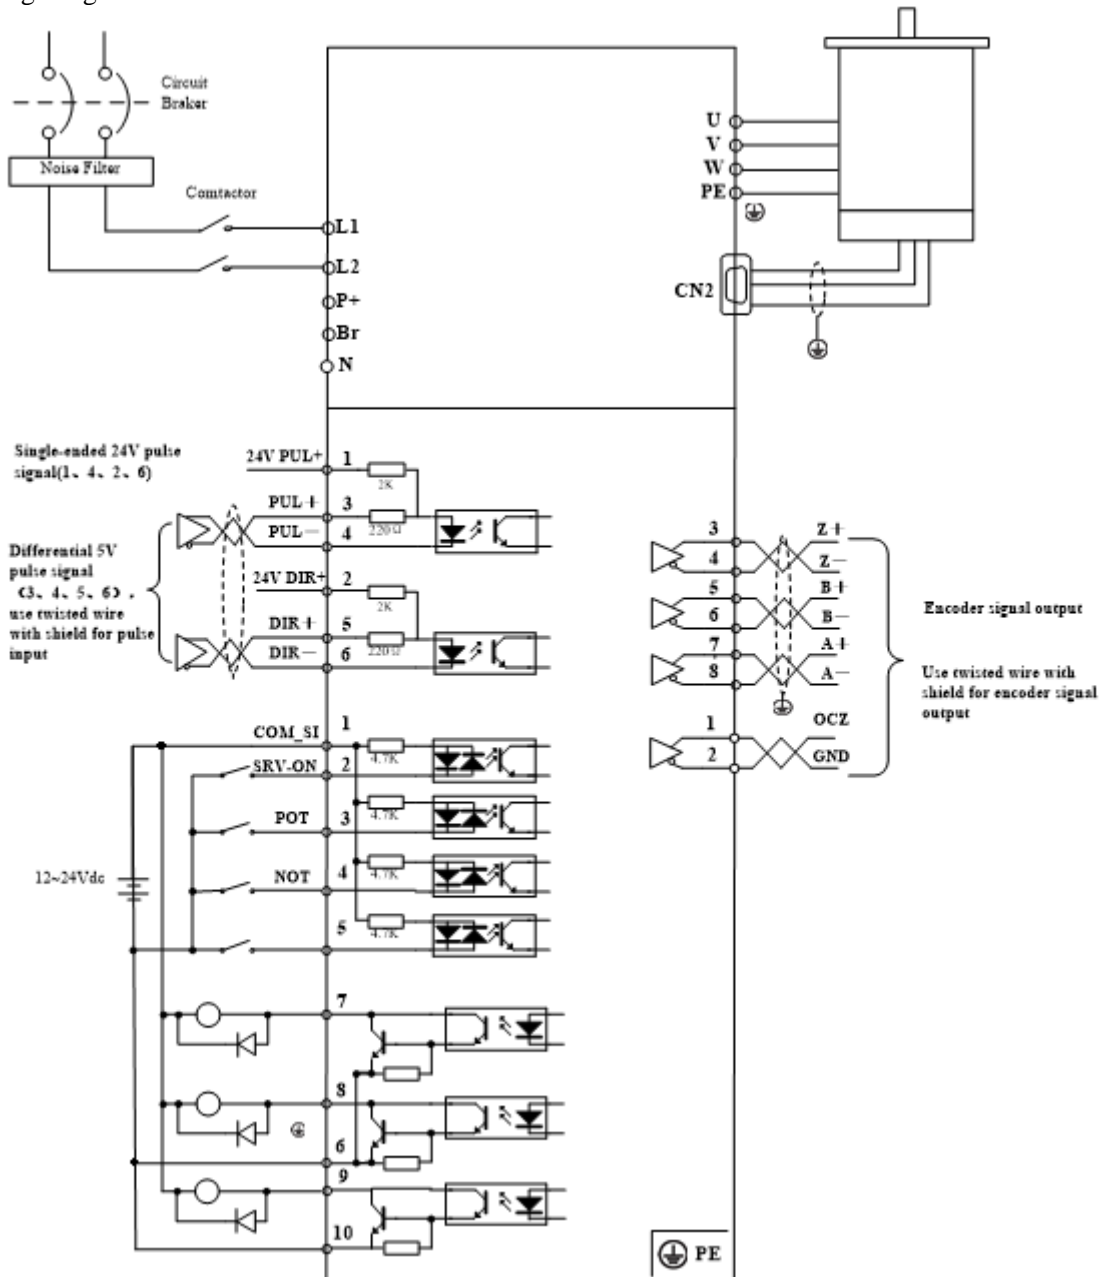 Circuit
Braker
Noise Filter
Comtactor
L1
L2
P+
Br
N
U
V
W
PE
CN2
Single-ended 24V pulse
signal(1、4、2、6)
24V PUL+
1
2K
PUL+
3
PUL-
4
220Ω
Differential 5V
pulse signal
(3、4、5、6),
use twisted wire
with shield for pulse
input
24V DIR+
2
2K
DIR+
5
DIR-
6
220Ω
3
Z+
4
Z-
5
B+
6
B-
7
A+
8
A-
1
OCZ
2
GND
Encoder signal output
Use twisted wire with
shield for encoder signal
output
COM_SI
1
4.7K
SRV-ON
2
4.7K
POT
3
4.7K
NOT
4
4.7K
5
12~24Vdc
7
8
6
9
10
PE